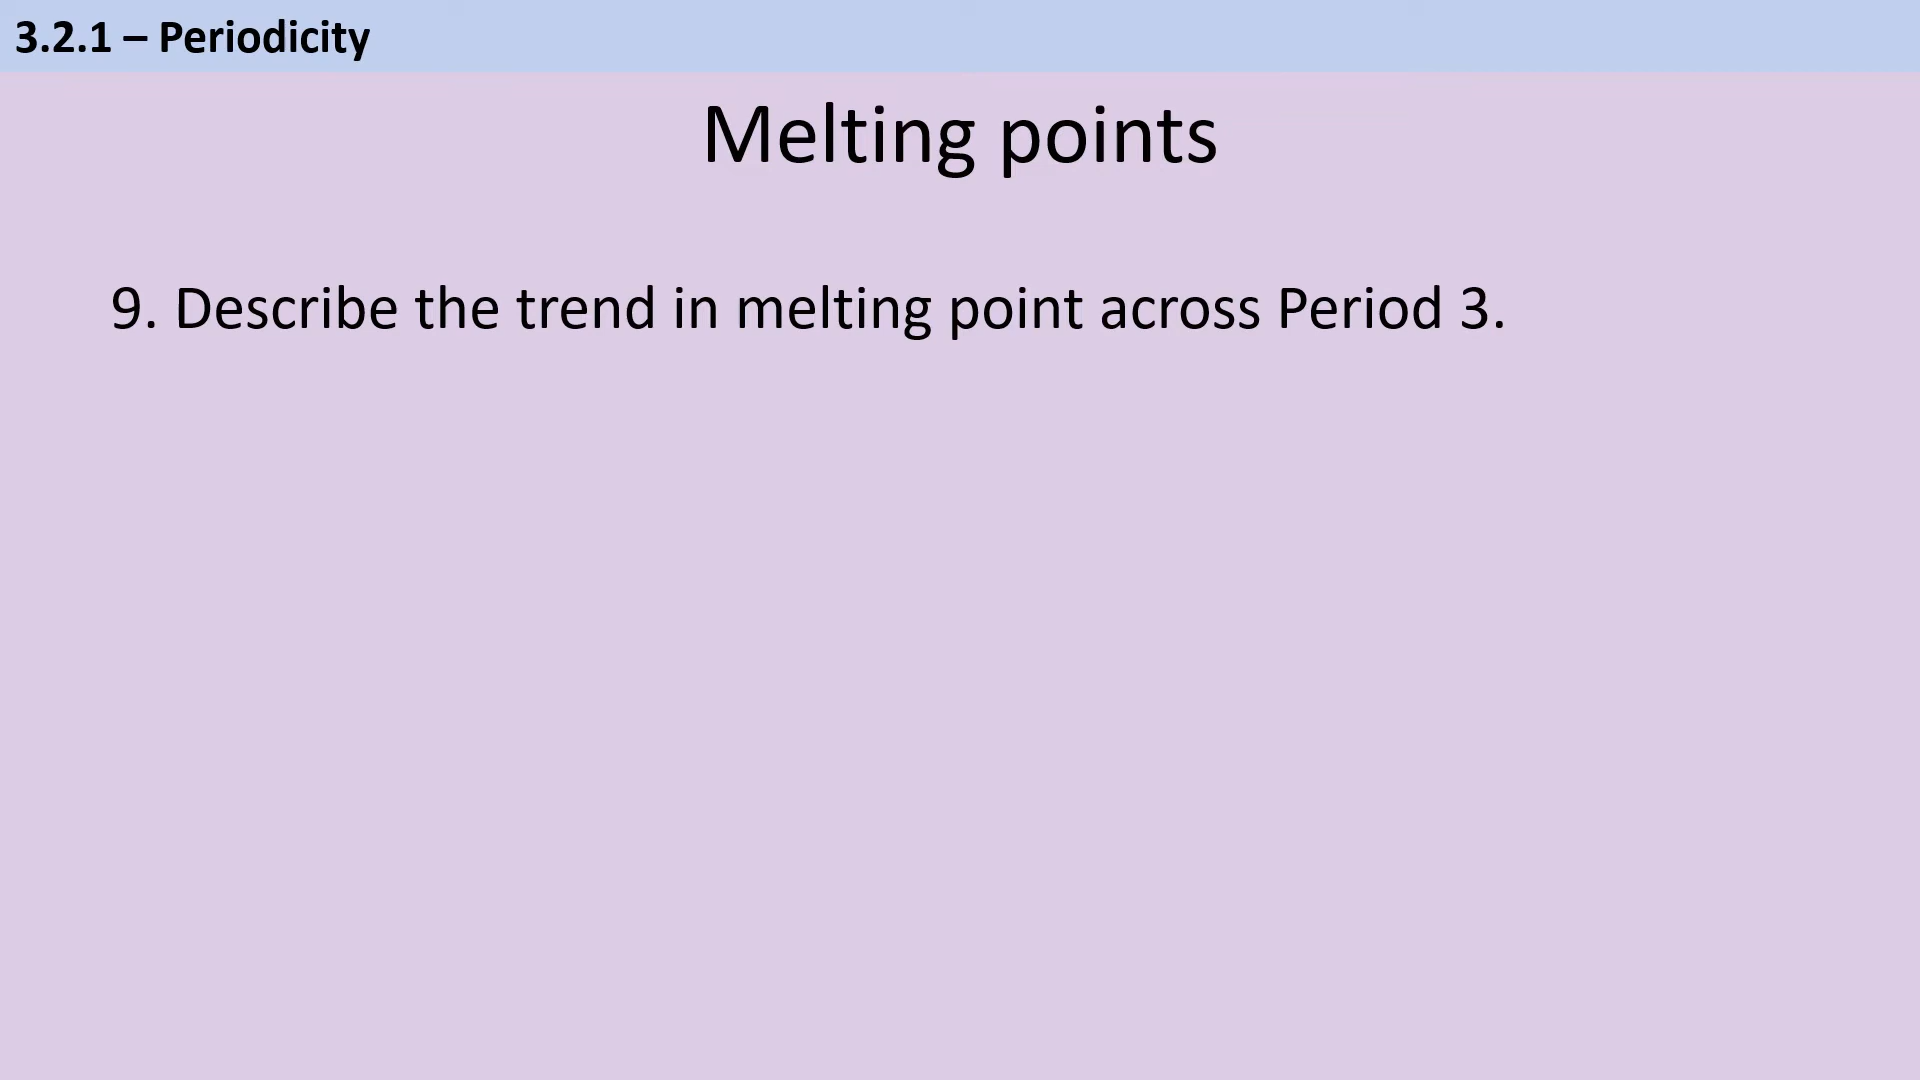 3.2.1 – Periodicity
Melting points
9. Describe the trend in melting point across Period 3.